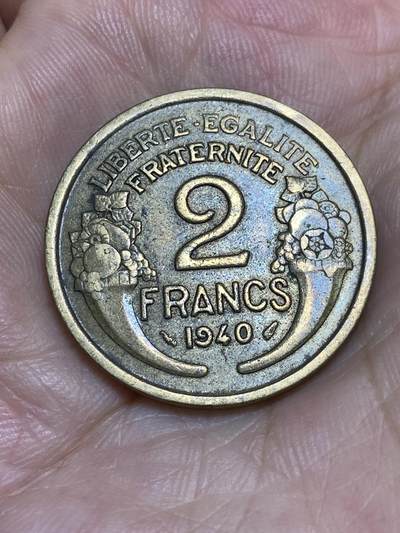 LIBERTE · EGALITE
FRATERNITE
2
FRANCS
1940